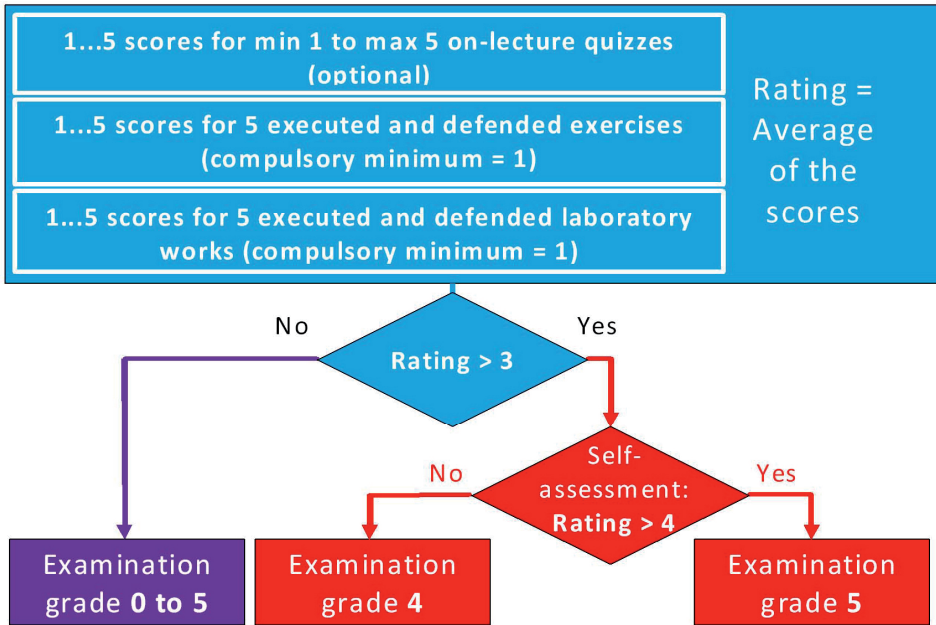 1...5 scores for min 1 to max 5 on-lecture quizzes
(optional)
1...5 scores for 5 executed and defended exercises
(compulsory minimum = 1)
1...5 scores for 5 executed and defended laboratory
works (compulsory minimum = 1)
Rating =
Average
of the
scores
No
Yes
Rating > 3
No
Self-
assessment:
Rating > 4
Yes
Examination
grade 0 to 5
Examination
grade 4
Examination
grade 5